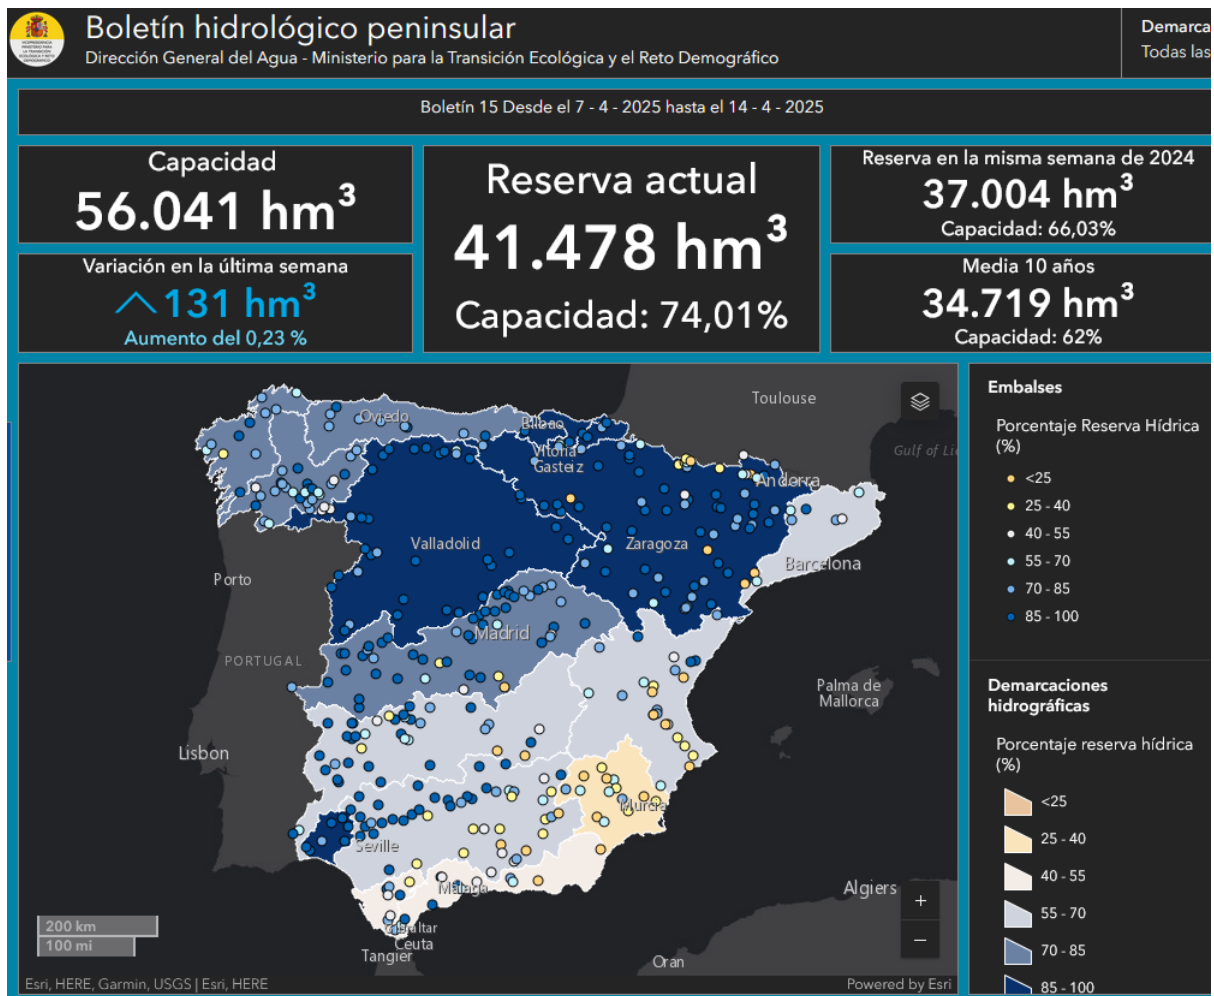 Boletín hidrológico peninsular
Dirección General del Agua - Ministerio para la Transición Ecológica y el Reto Demográfico
Demarca
Todas las
Boletín 15 Desde el 7 - 4 - 2025 hasta el 14 - 4 - 2025
Capacidad
56.041 hm³
Variación en la última semana
131 hm³
Aumento del 0,23 %
Reserva actual
41.478 hm³
Capacidad: 74,01%
Reserva en la misma semana de 2024
37.004 hm³
Capacidad: 66,03%
Media 10 años
34.719 hm³
Capacidad: 62%
Toulouse
Gulf of Li
Oviedo
Bilbao
Vitoria
Gasteiz
Andorra
Valladolid
Zaragoza
Barcelona
Porto
Madrid
PORTUGAL
Palma de
Mallorca
Lisbon
Murcia
Seville
Málaga
Algiers
Gibraltar
Ceuta
Tangier
Oran
200 km
100 mi
+
−
Esri, HERE, Garmin, USGS | Esri, HERE
Powered by Esri
Embalses
Porcentaje Reserva Hídrica
(%)
<25
25 - 40
40 - 55
55 - 70
70 - 85
85 - 100
Demarcaciones
hidrográficas
Porcentaje reserva hídrica
(%)
<25
25 - 40
40 - 55
55 - 70
70 - 85
85 - 100